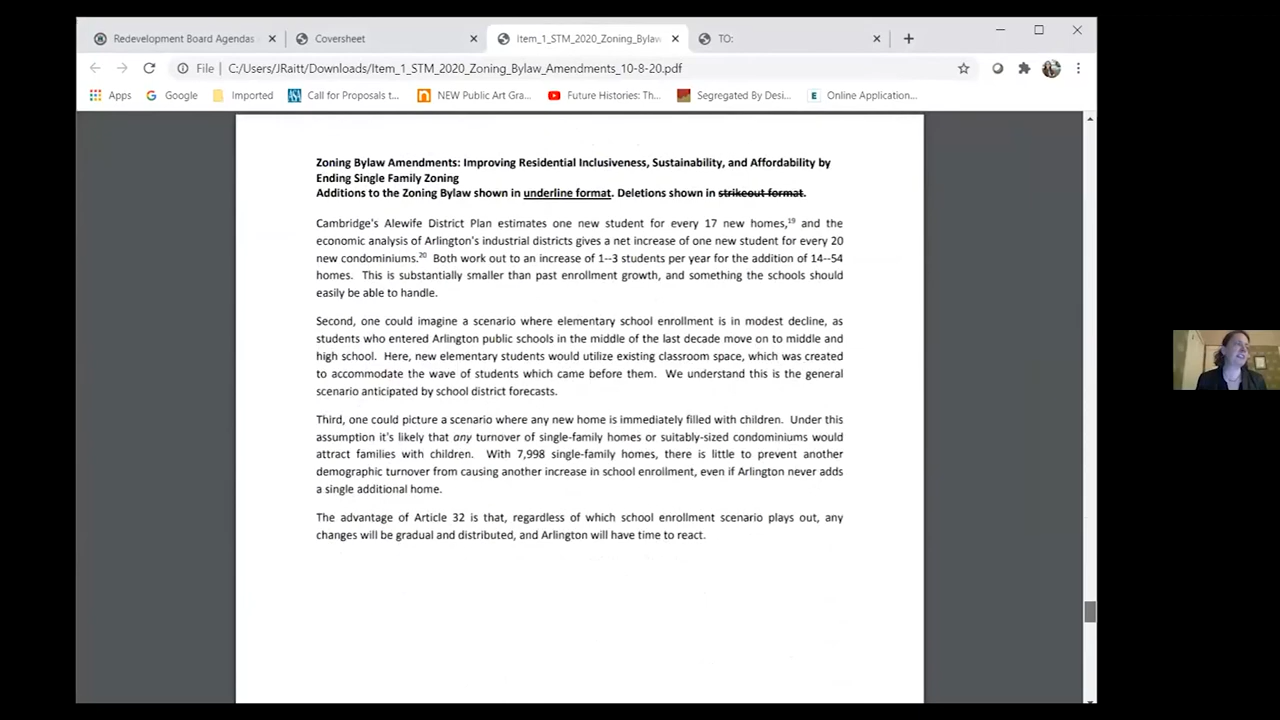 Redevelopment Board Agendas
Coversheet
Item_1_STM_2020_Zoning_Bylaw
TO:
File
C:/Users/JRaitt/Downloads/Item_1_STM_2020_Zoning_Bylaw_Amendments_10-8-20.pdf
Apps
Google
Imported
Call for Proposals t...
NEW Public Art Gra...
Future Histories: Th...
Segregated By Desi...
Online Application...
Zoning Bylaw Amendments: Improving Residential Inclusiveness, Sustainability, and Affordability by
Ending Single Family Zoning
Additions to the Zoning Bylaw shown in underline format. Deletions shown in strikeout format.
Cambridge's Alewife District Plan estimates one new student for every 17 new homes,19 and the
economic analysis of Arlington's industrial districts gives a net increase of one new student for every 20
new condominiums.20 Both work out to an increase of 1--3 students per year for the addition of 14--54
homes. This is substantially smaller than past enrollment growth, and something the schools should
easily be able to handle.
Second, one could imagine a scenario where elementary school enrollment is in modest decline, as
students who entered Arlington public schools in the middle of the last decade move on to middle and
high school. Here, new elementary students would utilize existing classroom space, which was created
to accommodate the wave of students which came before them. We understand this is the general
scenario anticipated by school district forecasts.
Third, one could picture a scenario where any new home is immediately filled with children. Under this
assumption it's likely that any turnover of single-family homes or suitably-sized condominiums would
attract families with children. With 7,998 single-family homes, there is little to prevent another
demographic turnover from causing another increase in school enrollment, even if Arlington never adds
a single additional home.
The advantage of Article 32 is that, regardless of which school enrollment scenario plays out, any
changes will be gradual and distributed, and Arlington will have time to react.